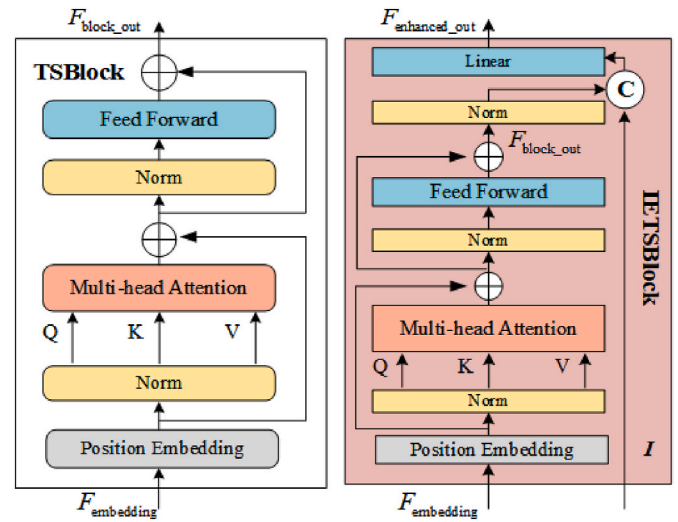 F_block_out
TSBlock
Feed Forward
Norm
Multi-head Attention
Q K V
Norm
Position Embedding
F_embedding
F_enhanced_out
Linear
C
Norm
F_block_out
Feed Forward
Norm
Multi-head Attention
Q K V
Norm
Position Embedding
F_embedding
IETSBlock
I